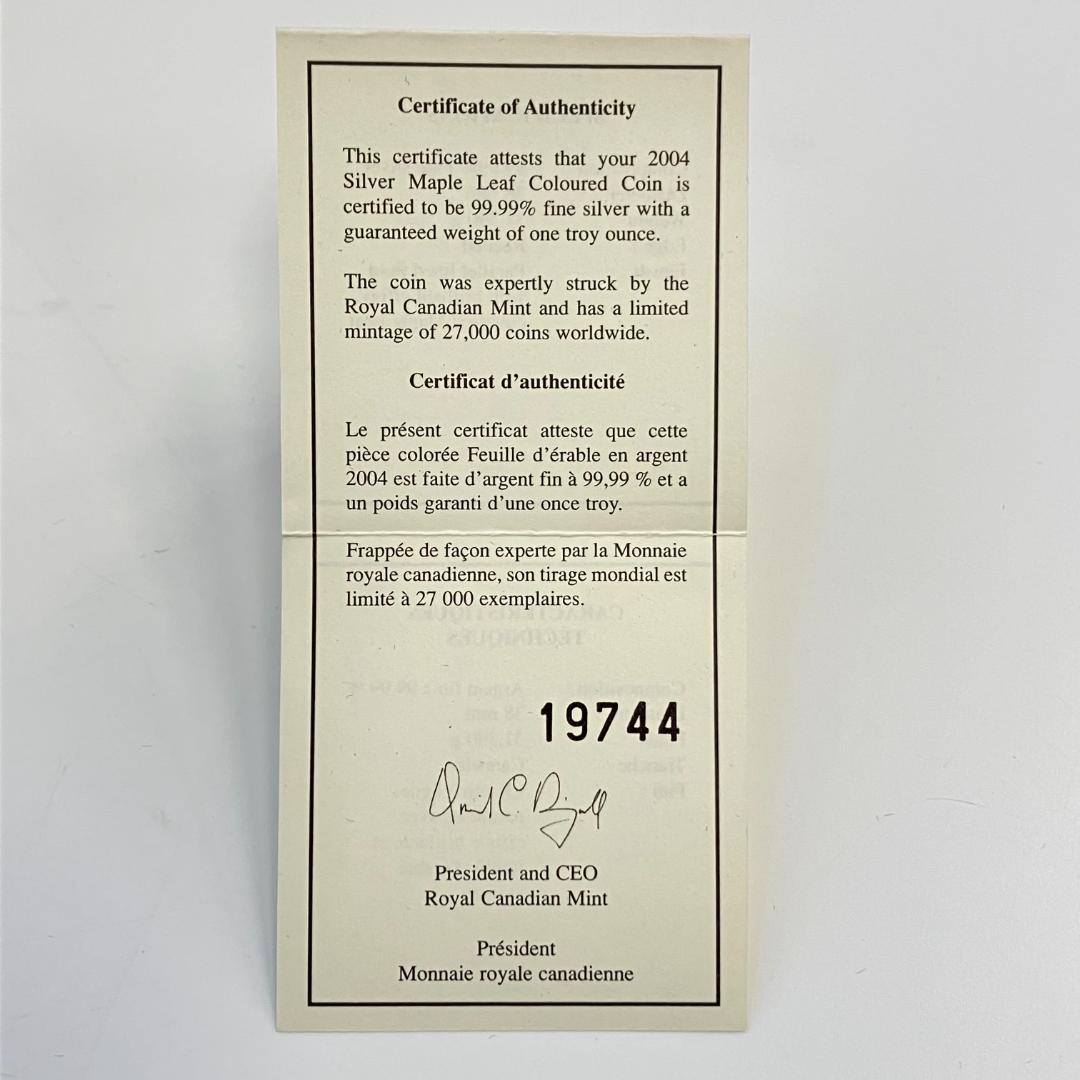 Certificate of Authenticity
This certificate attests that your 2004
Silver Maple Leaf Coloured Coin is
certified to be 99.99% fine silver with a
guaranteed weight of one troy ounce.
The coin was expertly struck by the
Royal Canadian Mint and has a limited
mintage of 27,000 coins worldwide.
Certificat d'authenticité
Le présent certificat atteste que cette
pièce colorée Feuille d'érable en argent
2004 est faite d'argent fin à 99,99 % et a
un poids garanti d'une once troy.
Frappée de façon experte par la Monnaie
royale canadienne, son tirage mondial est
limité à 27 000 exemplaires.
19744
President and CEO
Royal Canadian Mint
Président
Monnaie royale canadienne